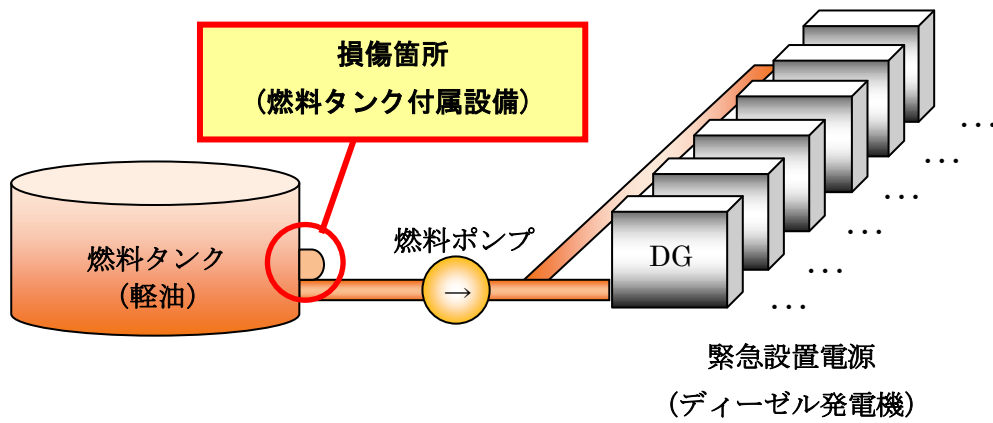 損傷箇所
(燃料タンク付属設備)
燃料タンク
(軽油)
燃料ポンプ
→
DG
…
…
…
…
…
…
緊急設置電源
(ディーゼル発電機)